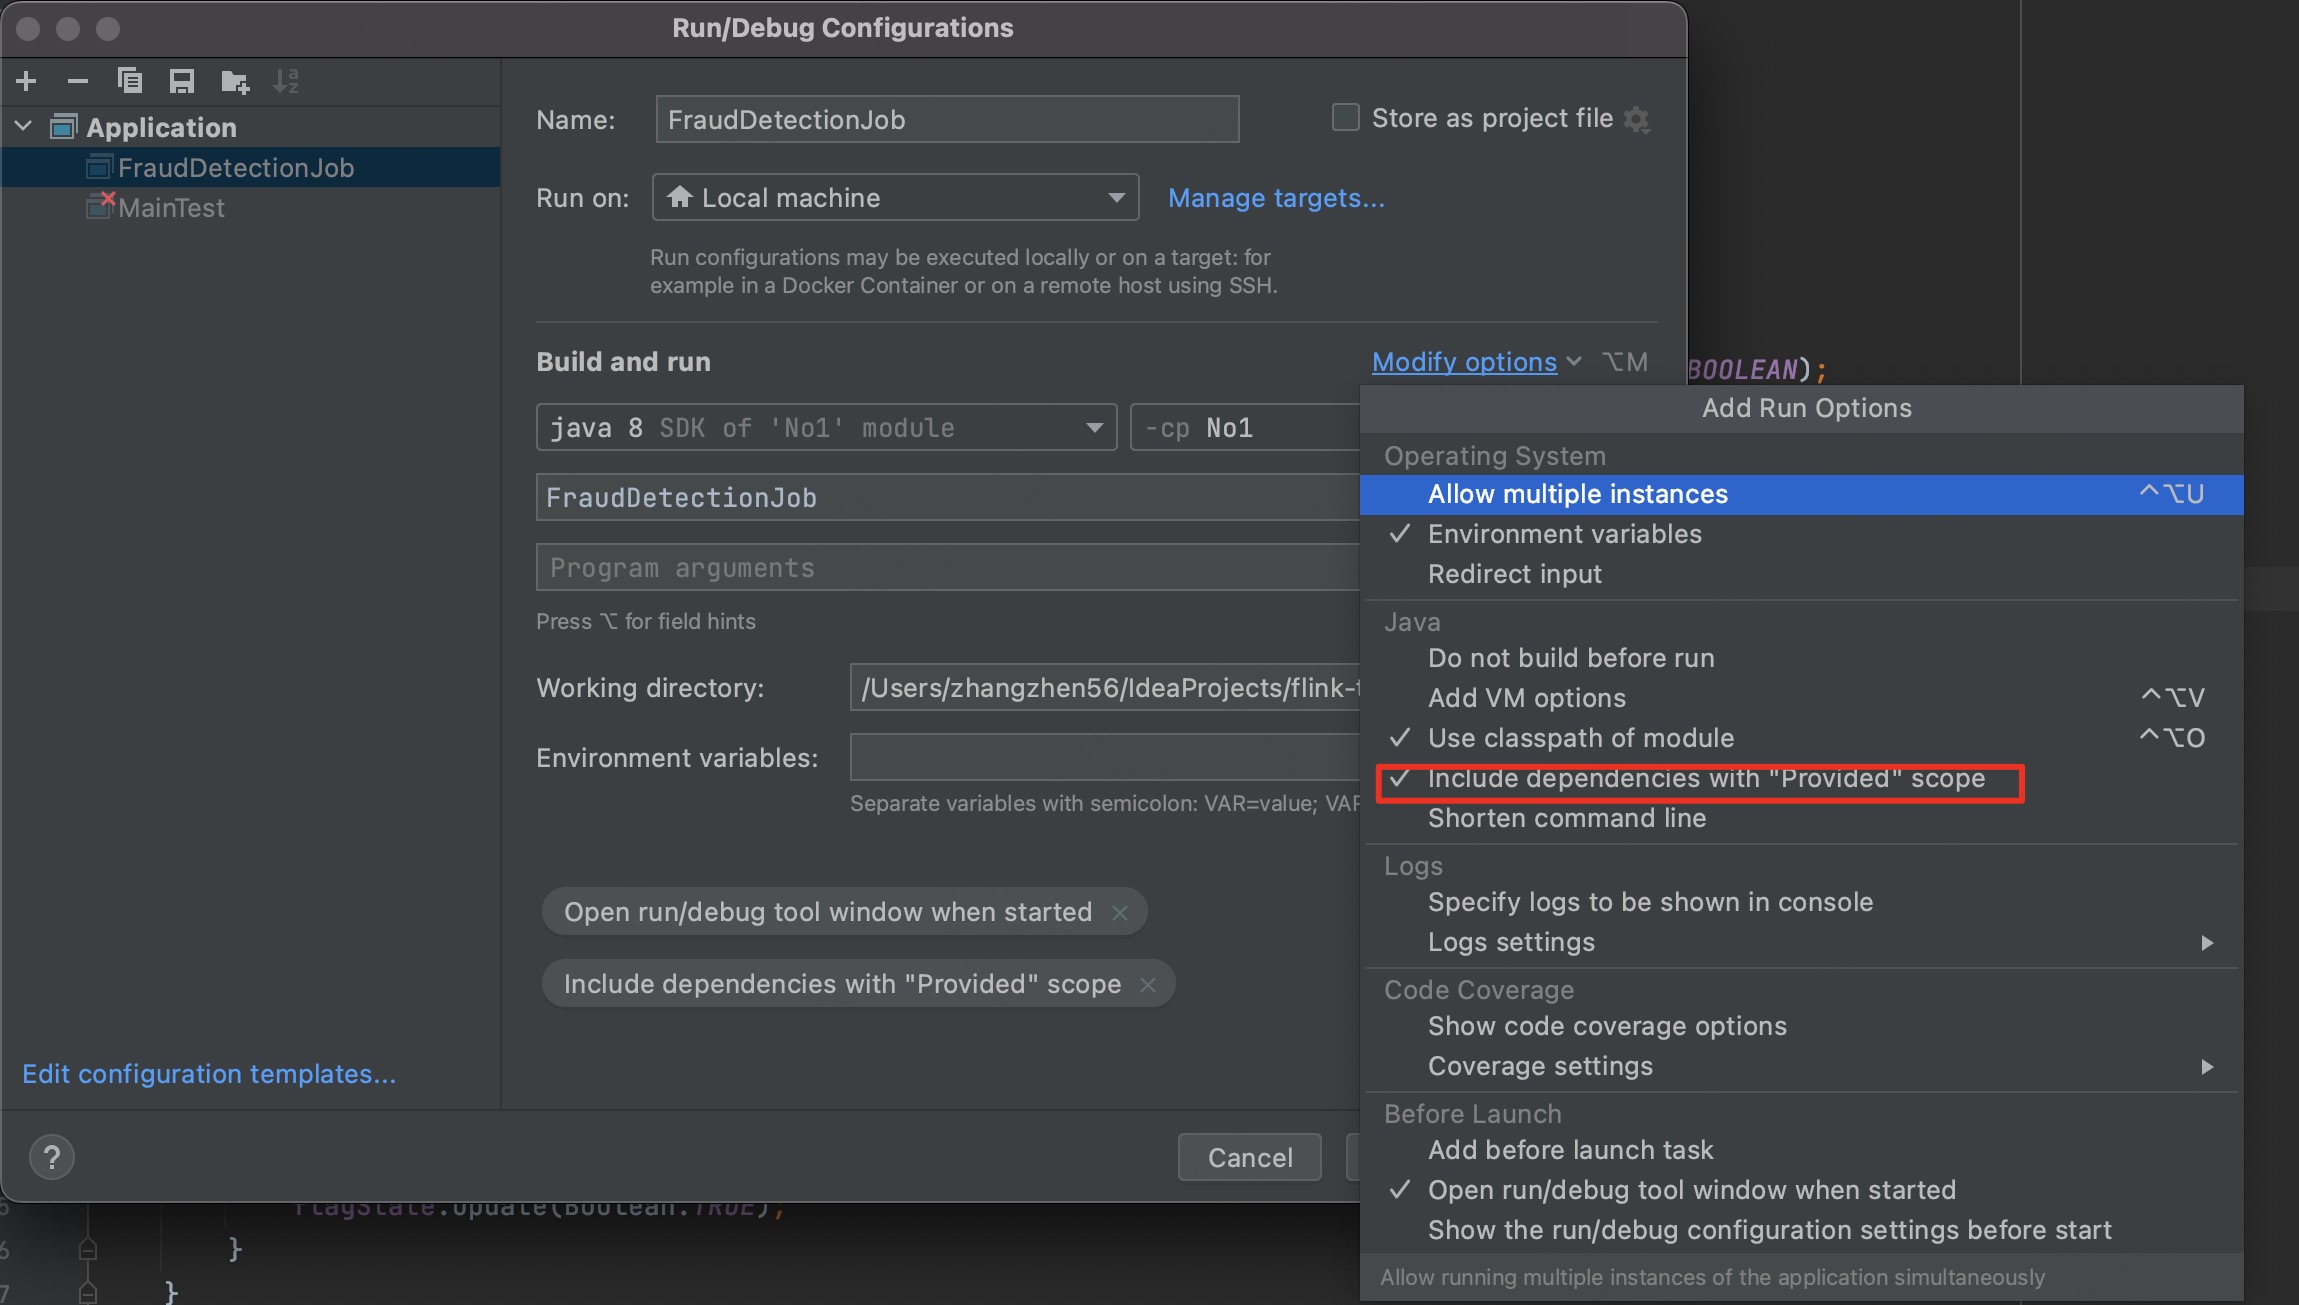 Run/Debug Configurations
Application
FraudDetectionJob
MainTest
Edit configuration templates...
Name:
FraudDetectionJob
Store as project file
Run on:
Local machine
Manage targets...
Run configurations may be executed locally or on a target: for
example in a Docker Container or on a remote host using SSH.
Build and run
Modify options
⌥M
java 8 SDK of 'No1' module
-cp No1
FraudDetectionJob
Program arguments
Press ⌥ for field hints
Working directory:
/Users/zhangzhen56/IdeaProjects/flink-t
Environment variables:
Separate variables with semicolon: VAR=value; VAR
Open run/debug tool window when started
Include dependencies with "Provided" scope
?
Cancel
BOOLEAN);
Add Run Options
Operating System
Allow multiple instances ^⌥U
Environment variables
Redirect input
Java
Do not build before run
Add VM options ^⌥V
Use classpath of module ^⌥O
Include dependencies with "Provided" scope
Shorten command line
Logs
Specify logs to be shown in console
Logs settings
Code Coverage
Show code coverage options
Coverage settings
Before Launch
Add before launch task
Open run/debug tool window when started
Show the run/debug configuration settings before start
Allow running multiple instances of the application simultaneously
flagState.update(Boolean.TRUE);
6 }
7 }